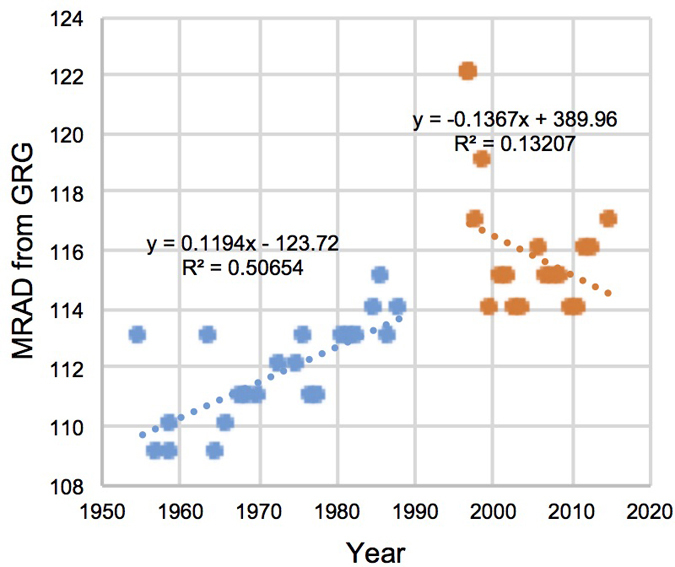 124
122
120
118
116
114
112
110
108
MRAD from GRG
y = -0.1367x + 389.96
R² = 0.13207
y = 0.1194x - 123.72
R² = 0.50654
1950 1960 1970 1980 1990 2000 2010 2020
Year